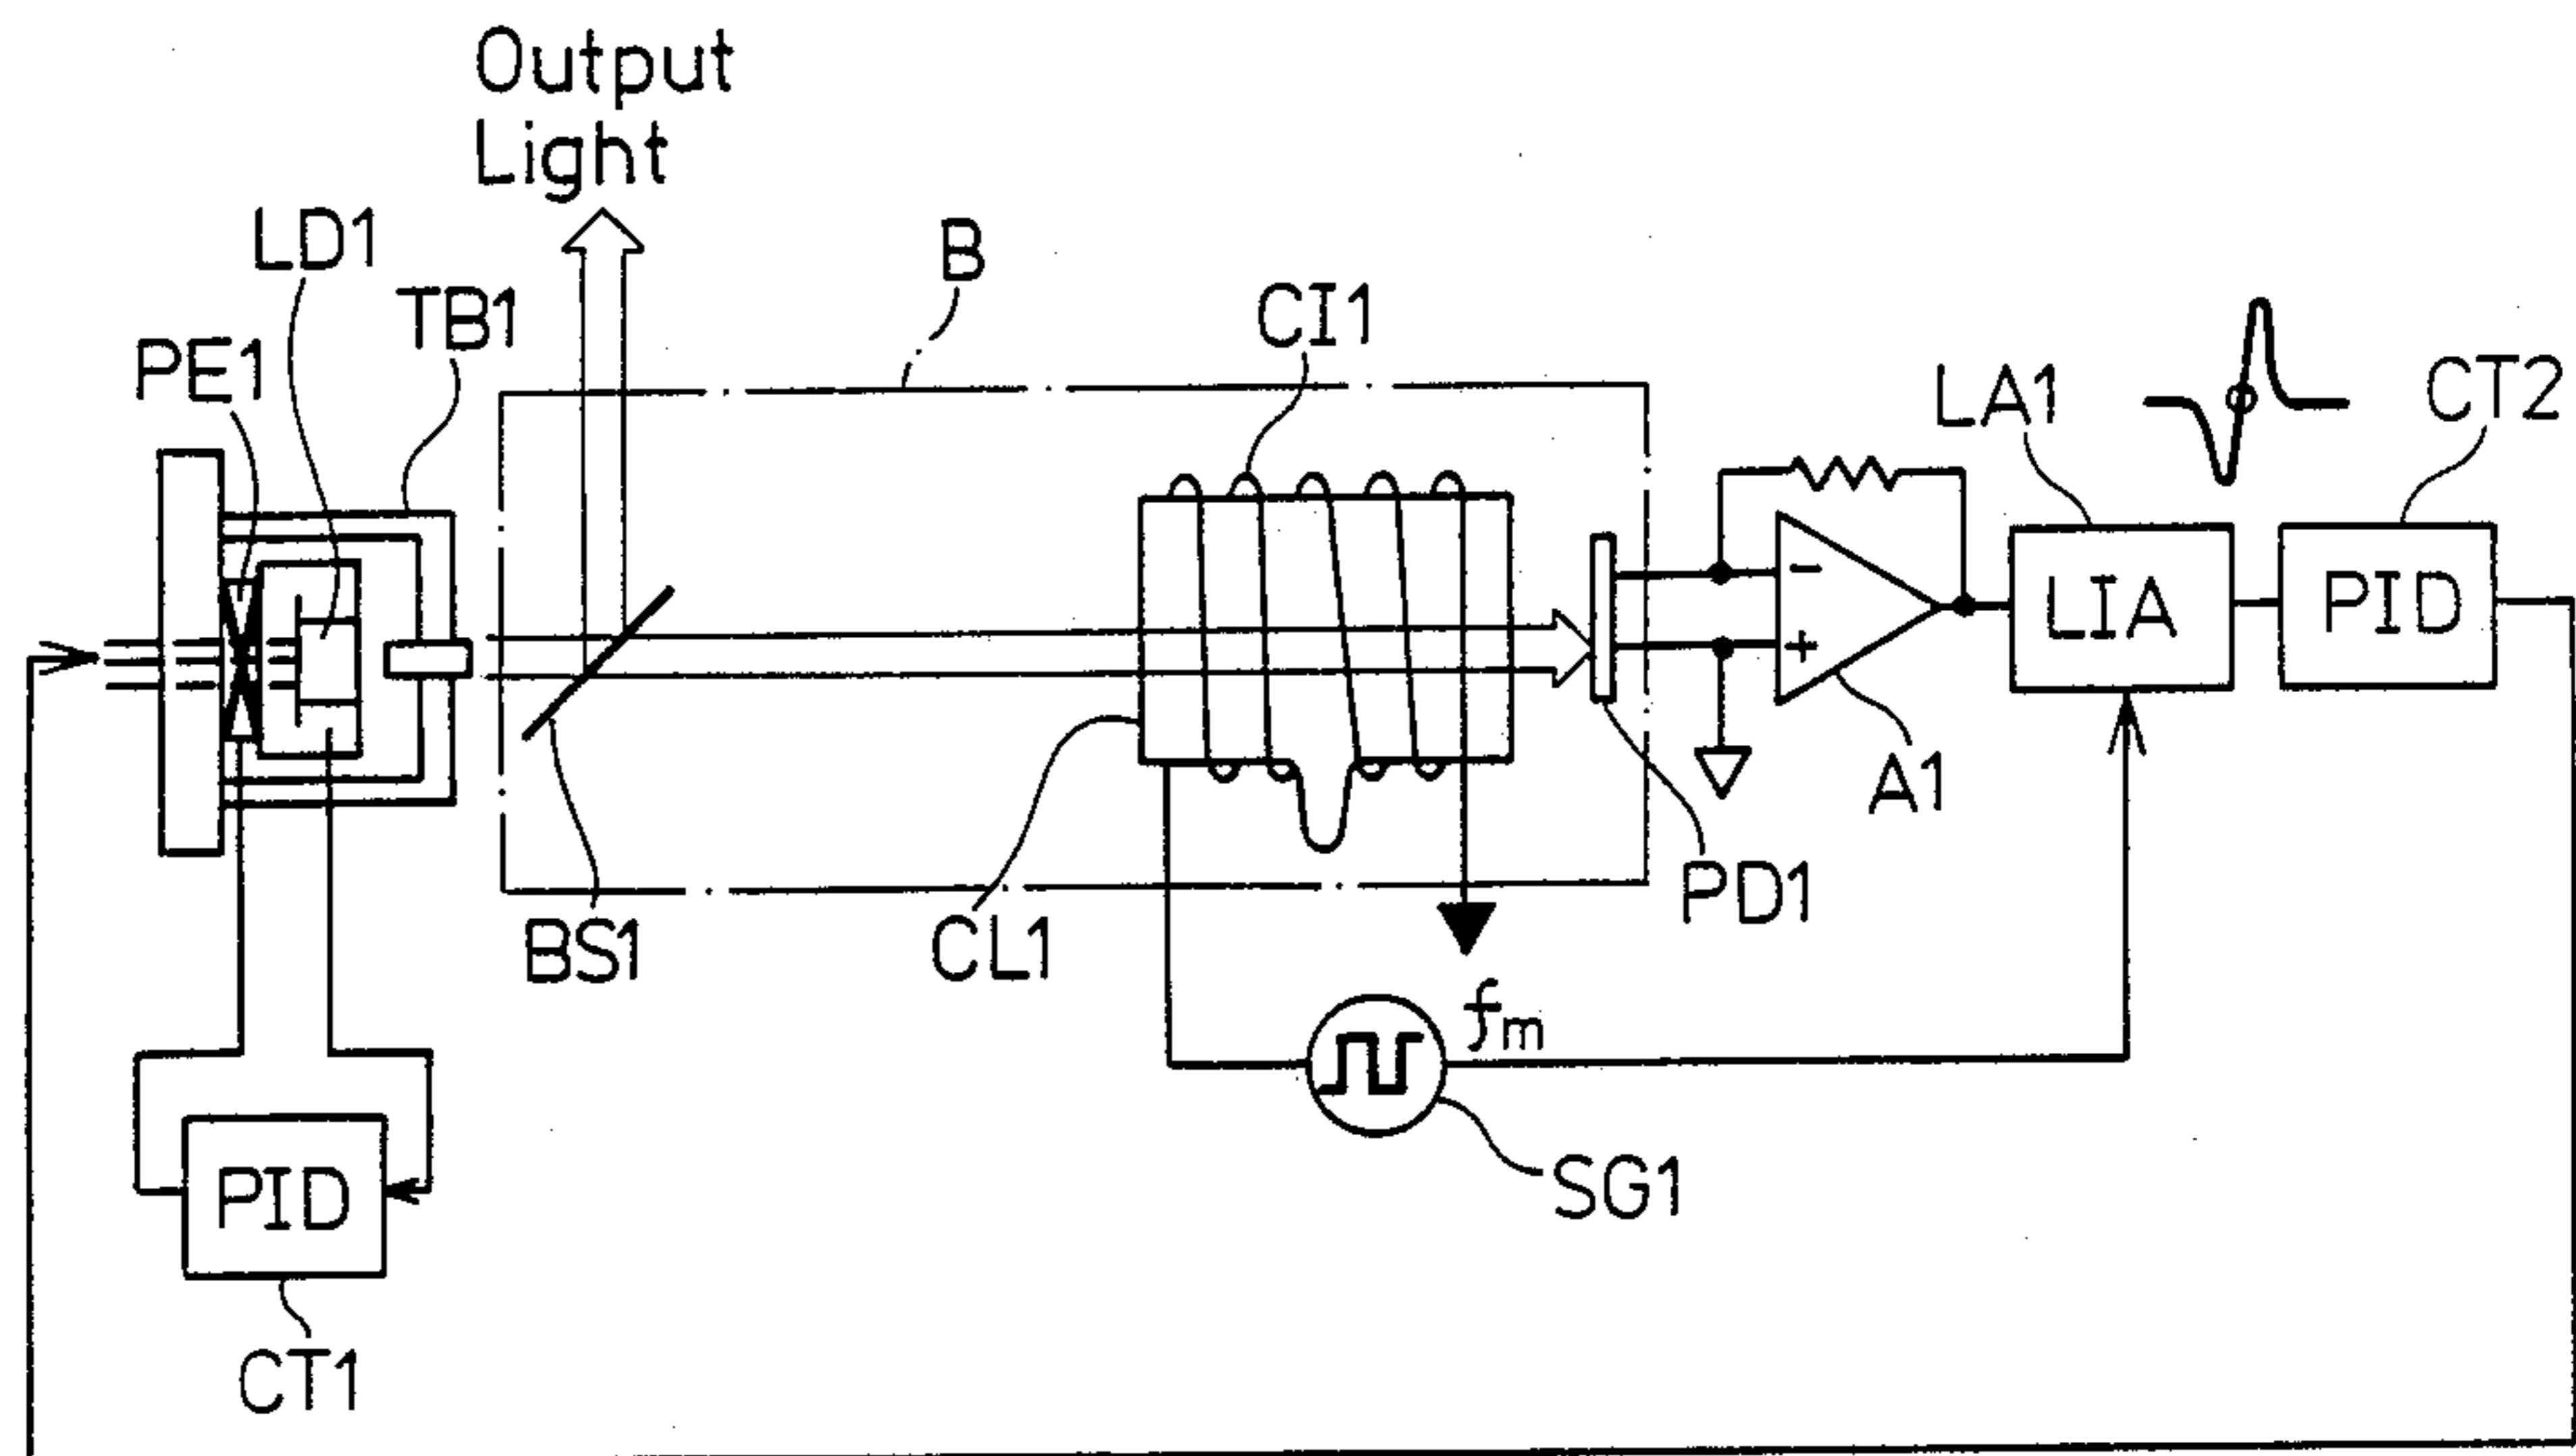 Output
Light
LD1
TB1
PE1
B
CI1
LA1
CT2
−
+
LIA
PID
A1
PD1
BS1
CL1
fm
SG1
PID
CT1